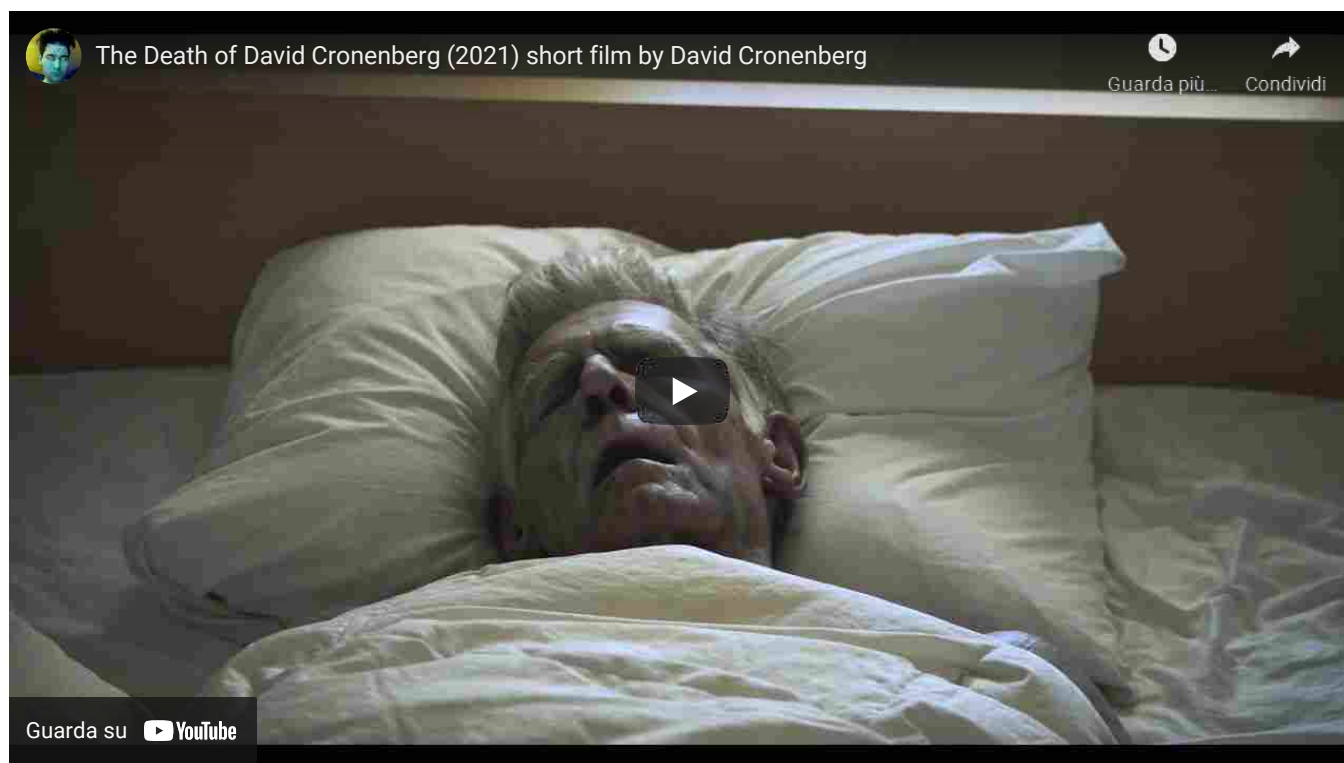 The Death of David Cronenberg (2021) short film by David Cronenberg
Guarda più...
Condividi
Guarda su YouTube